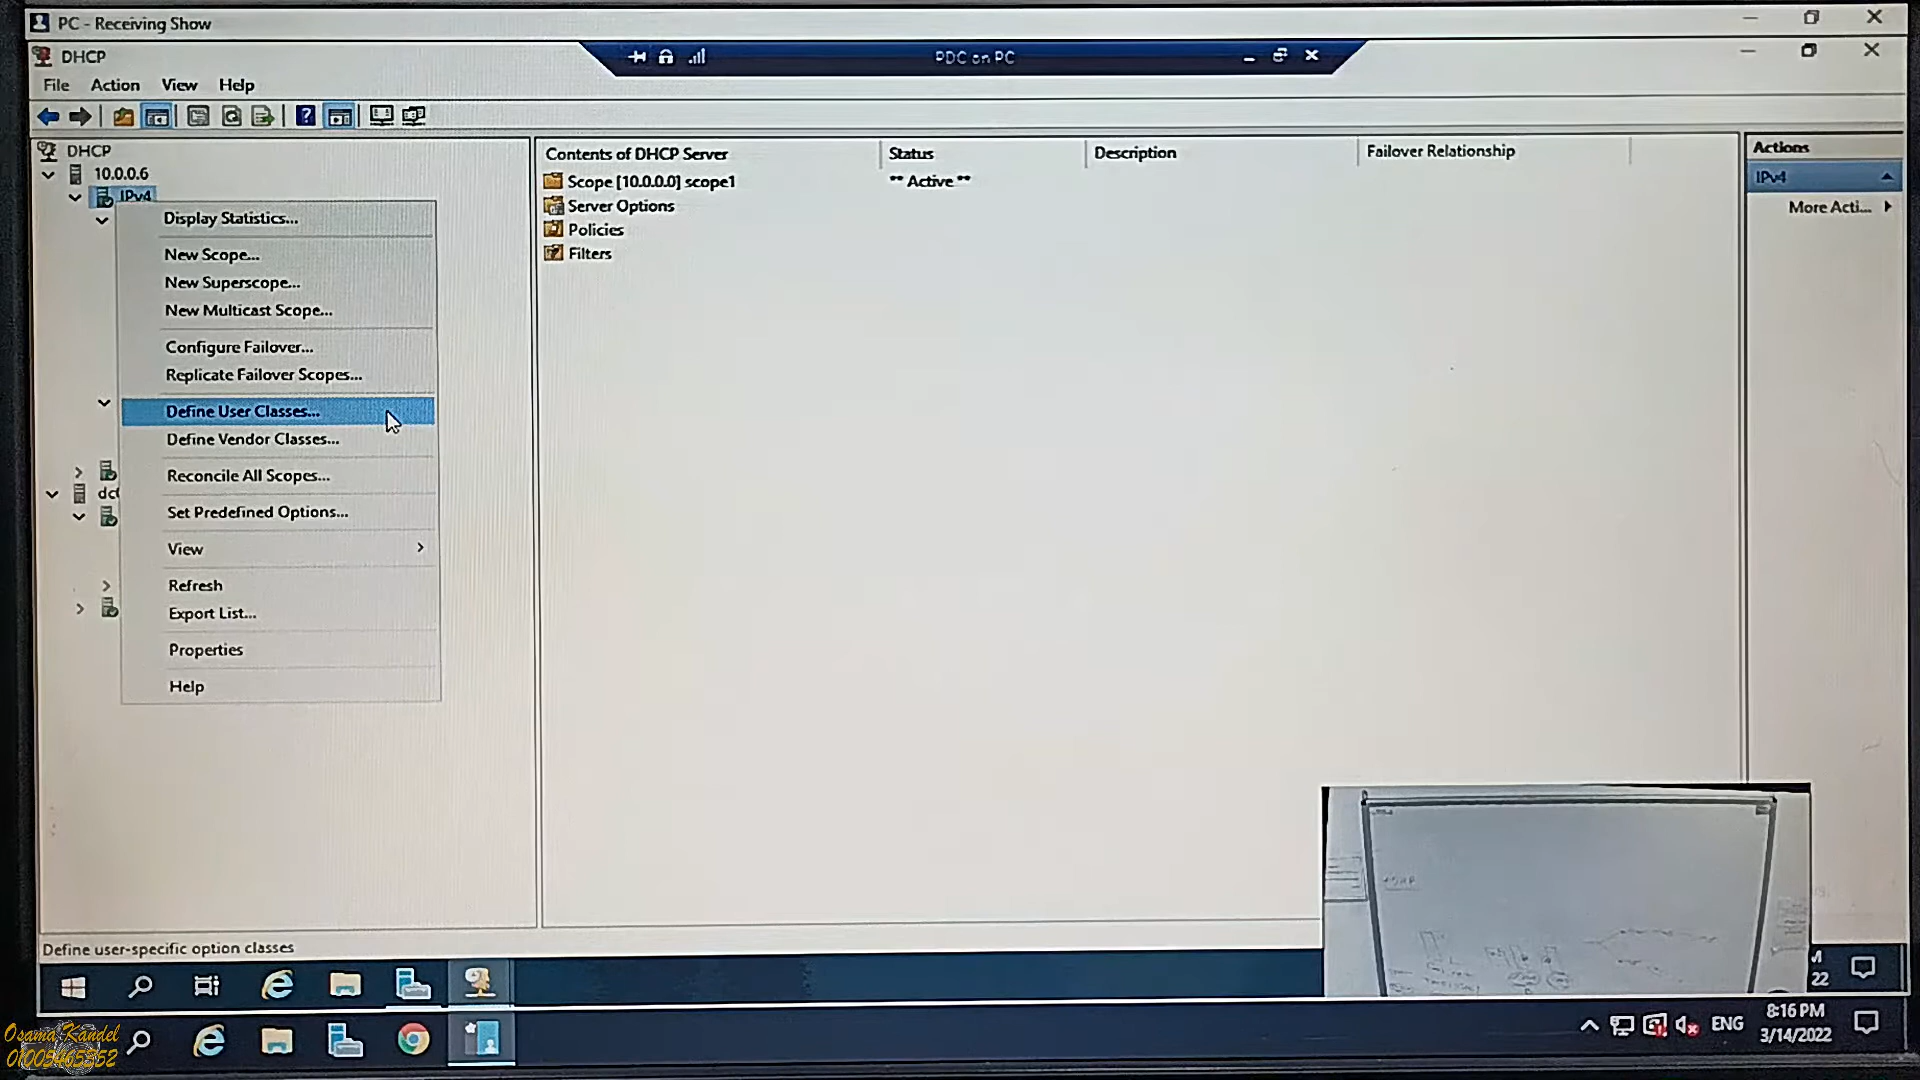 PC - Receiving Show
DHCP
PDC on PC
File Action View Help
DHCP
10.0.0.6
IPv4
Display Statistics...
New Scope...
New Superscope...
New Multicast Scope...
Configure Failover...
Replicate Failover Scopes...
Define User Classes...
Define Vendor Classes...
Reconcile All Scopes...
Set Predefined Options...
View
Refresh
Export List...
Properties
Help
Contents of DHCP Server Status Description Failover Relationship
Scope [10.0.0.0] scope1 ** Active **
Server Options
Policies
Filters
Actions
IPv4
More Acti...
Define user-specific option classes
22
ENG
8:16 PM
3/14/2022
Osama Kandel
01005465352